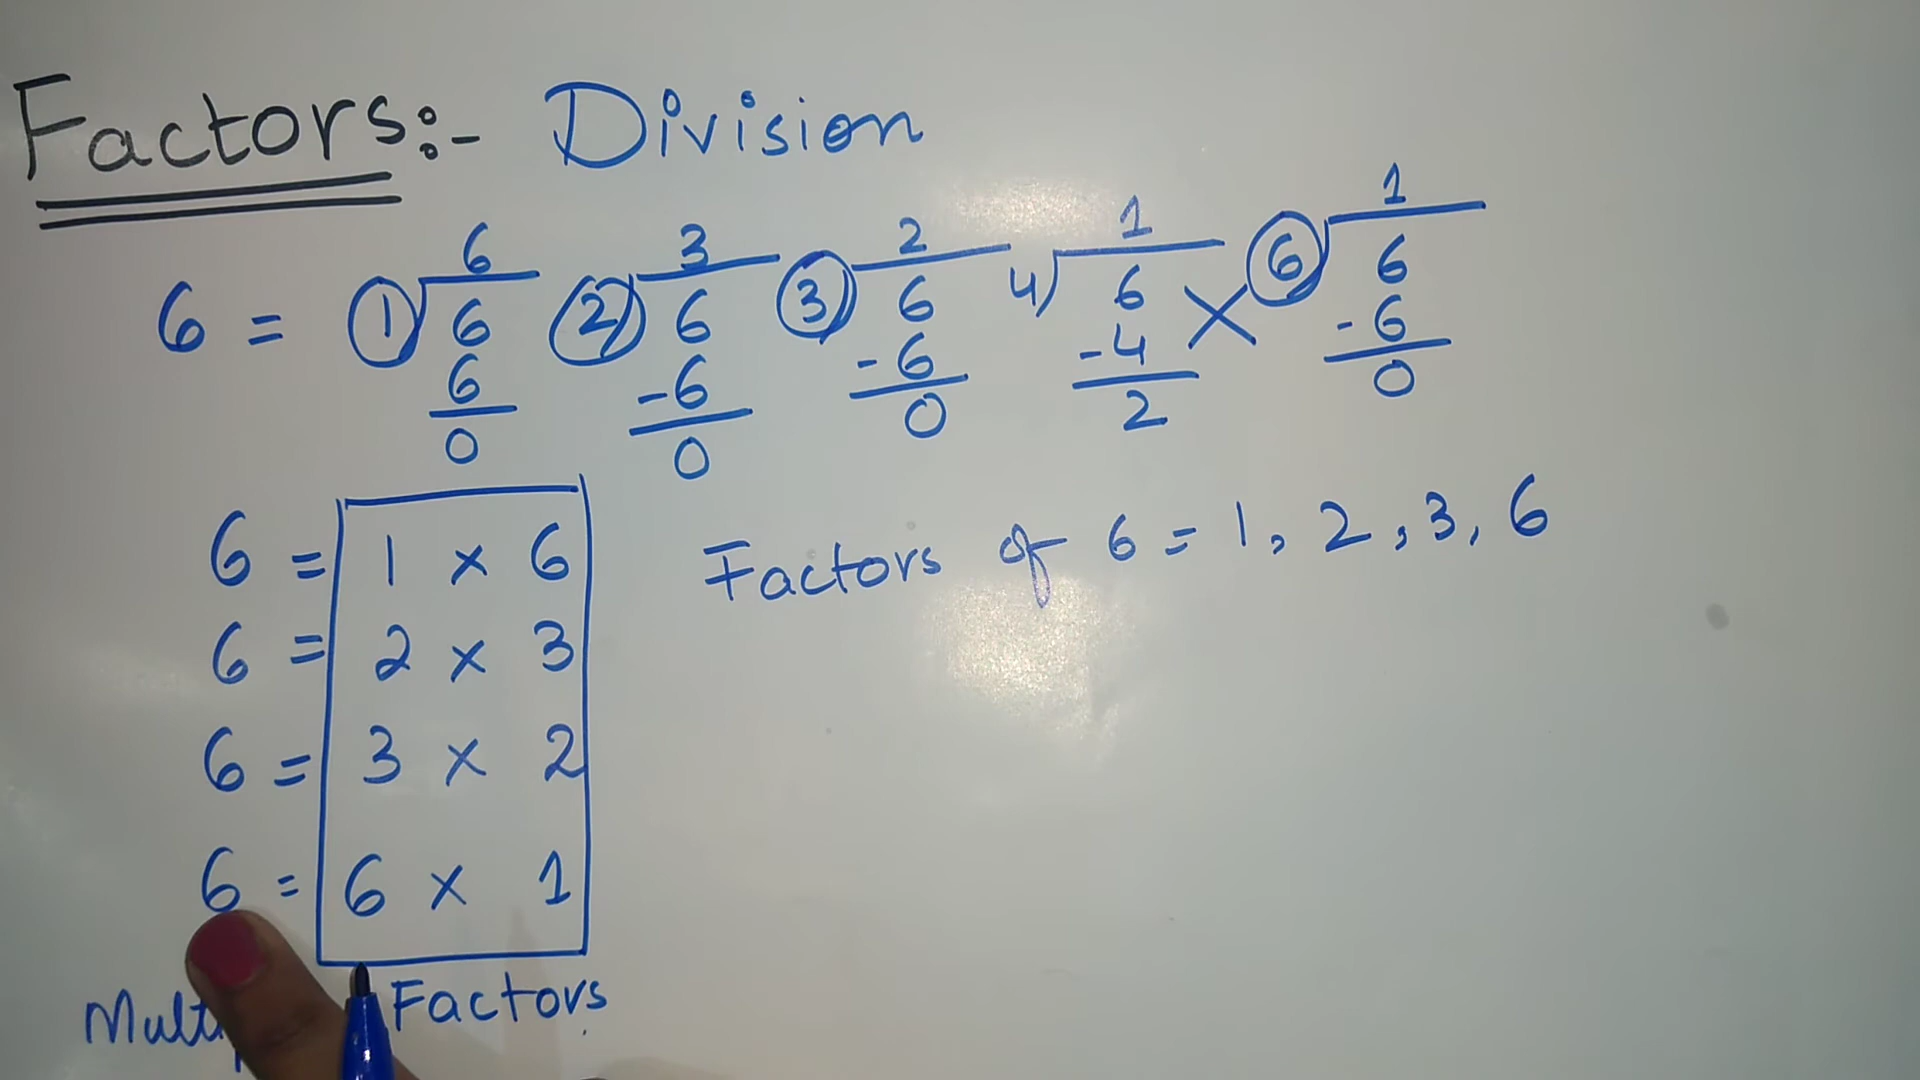 Factors:- Division
6 = 1) 6 2) 6 3) 6 4) 6 × 6) 6
6 3 2 1 1
6 -6 -6 -4 -6
0 0 0 2 0
6 = 1 × 6
Factors of 6 = 1, 2, 3, 6
6 = 2 × 3
6 = 3 × 2
6 = 6 × 1
Factors